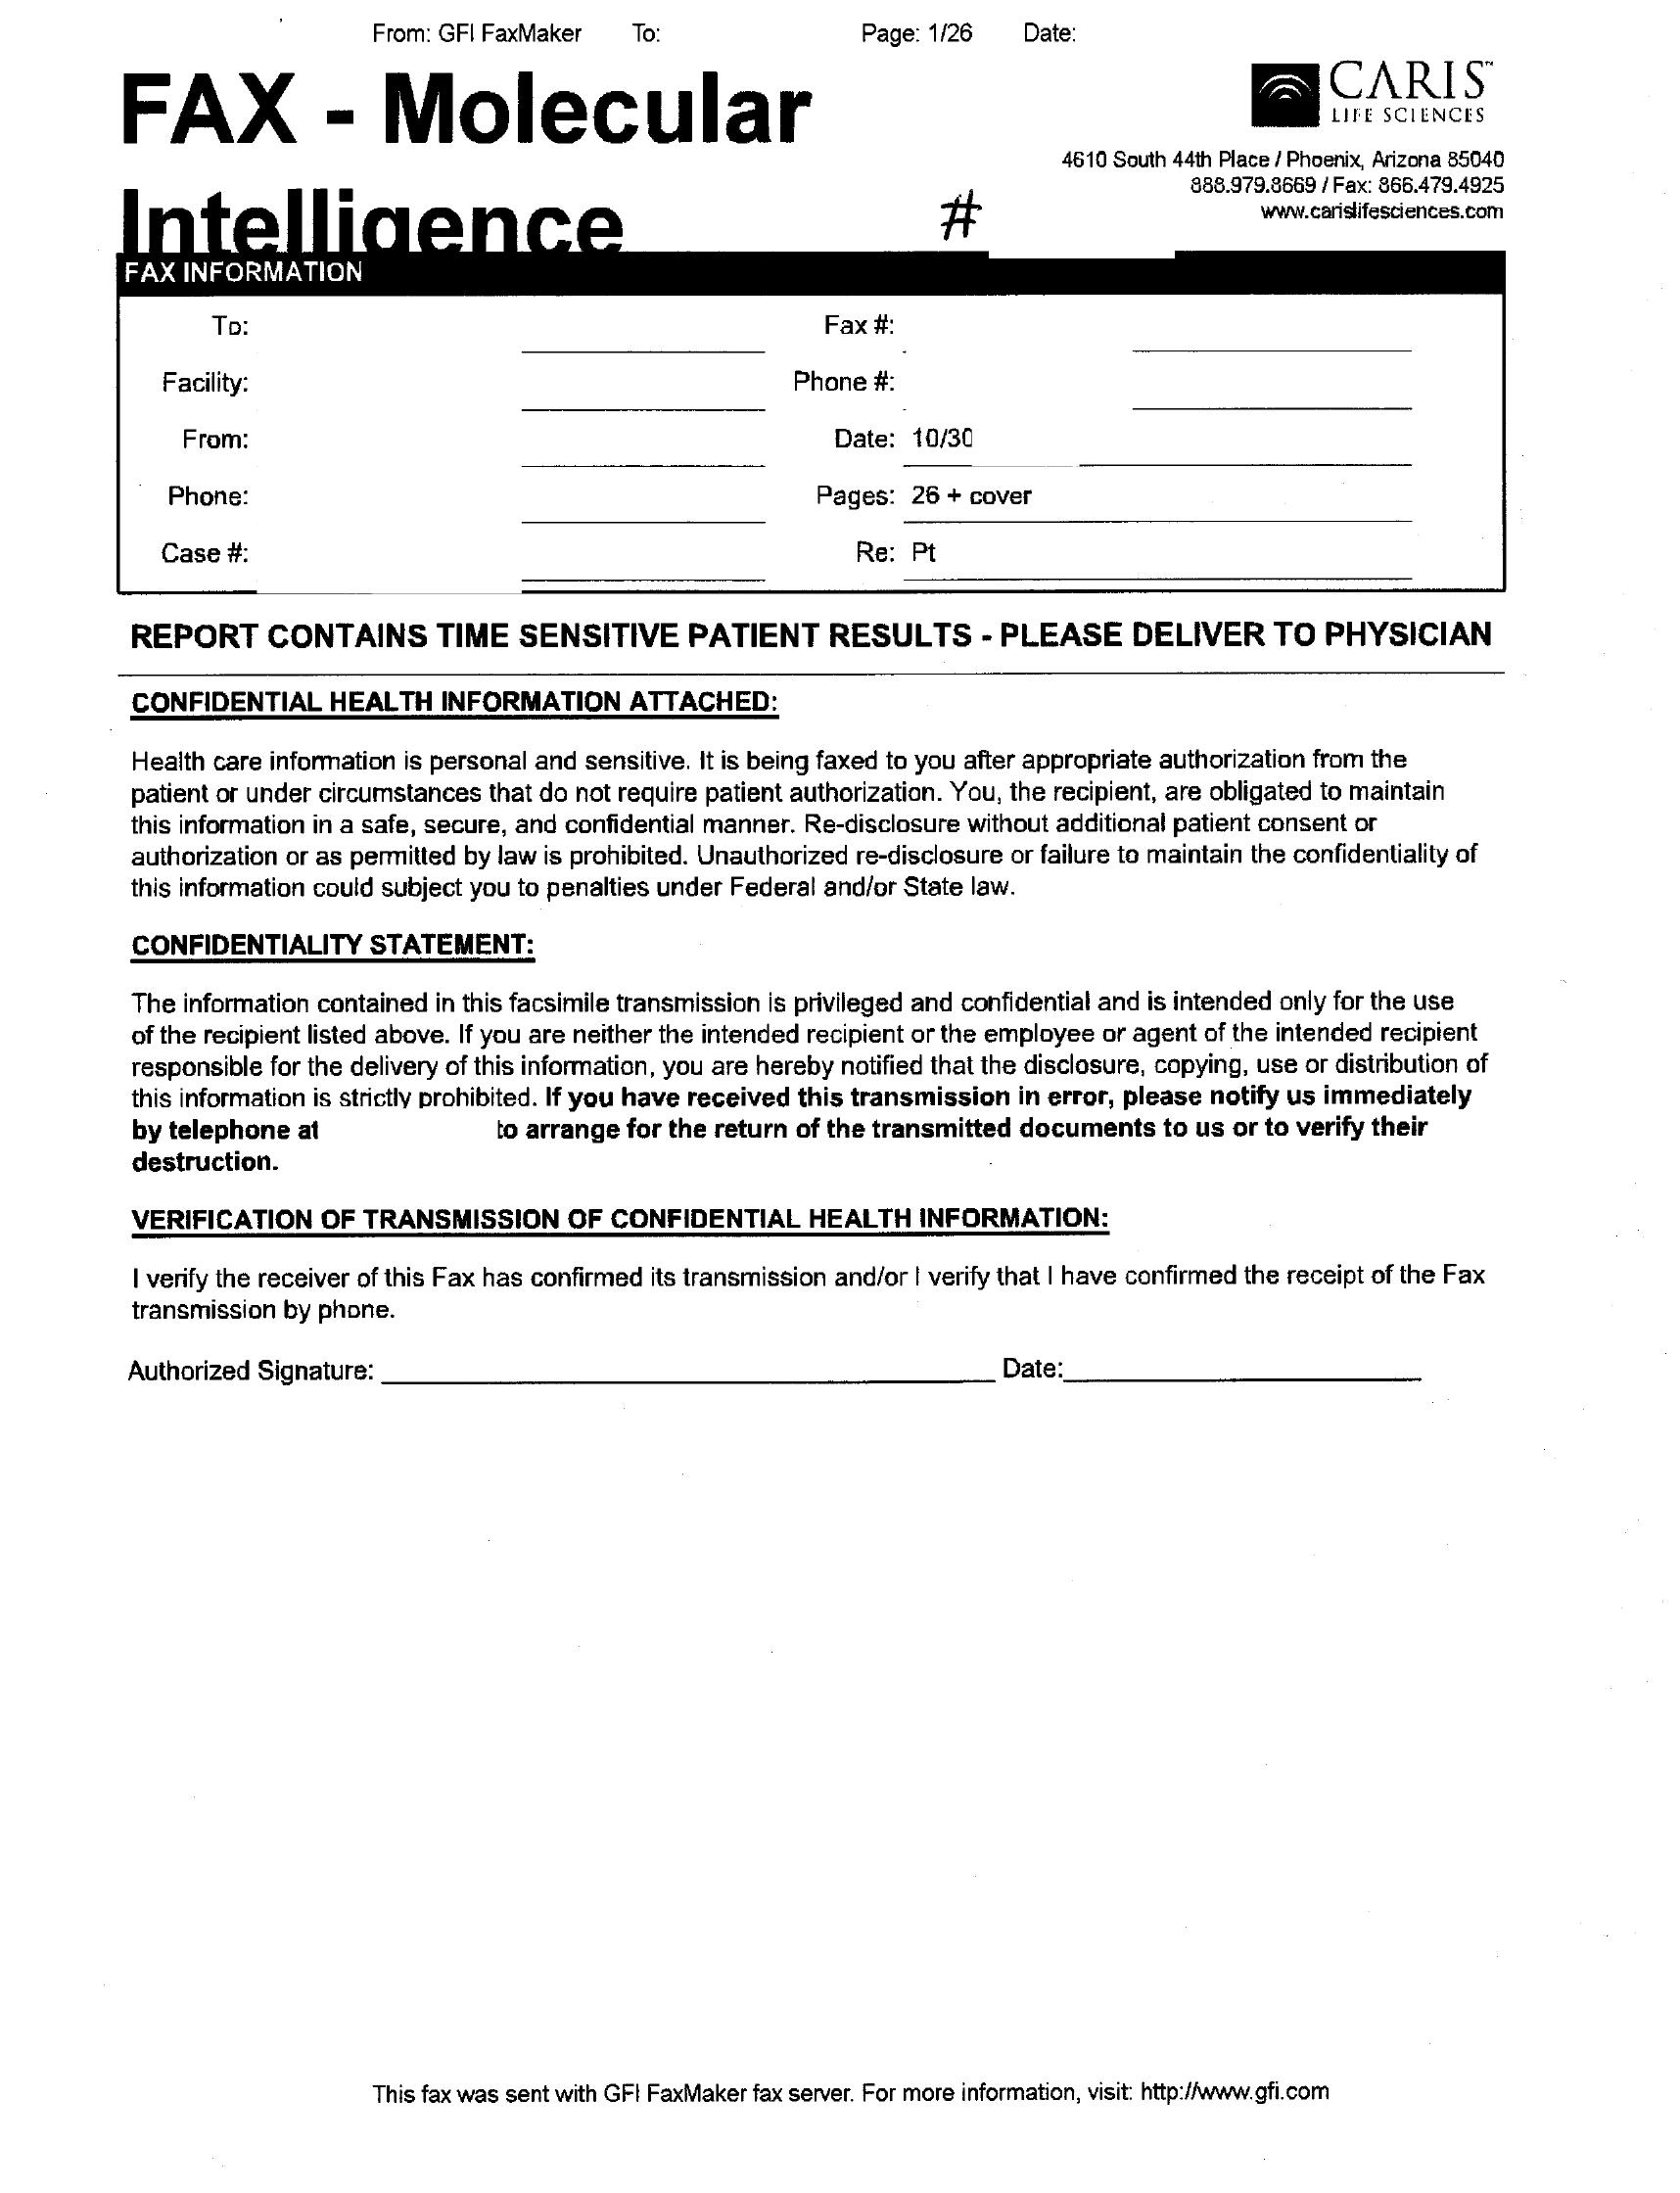 From: GFI FaxMaker To: Page: 1/26 Date:
FAX - Molecular
Intelligence
#
CARIS™
LIFE SCIENCES
4610 South 44th Place / Phoenix, Arizona 85040
888.979.8669 / Fax: 866.479.4925
www.carislifesciences.com
FAX INFORMATION
To: Fax #:
Facility: Phone #:
From: Date: 10/30
Phone: Pages: 26 + cover
Case #: Re: Pt
REPORT CONTAINS TIME SENSITIVE PATIENT RESULTS - PLEASE DELIVER TO PHYSICIAN
CONFIDENTIAL HEALTH INFORMATION ATTACHED:
Health care information is personal and sensitive. It is being faxed to you after appropriate authorization from the
patient or under circumstances that do not require patient authorization. You, the recipient, are obligated to maintain
this information in a safe, secure, and confidential manner. Re-disclosure without additional patient consent or
authorization or as permitted by law is prohibited. Unauthorized re-disclosure or failure to maintain the confidentiality of
this information could subject you to penalties under Federal and/or State law.
CONFIDENTIALITY STATEMENT:
The information contained in this facsimile transmission is privileged and confidential and is intended only for the use
of the recipient listed above. If you are neither the intended recipient or the employee or agent of the intended recipient
responsible for the delivery of this information, you are hereby notified that the disclosure, copying, use or distribution of
this information is strictly prohibited. If you have received this transmission in error, please notify us immediately
by telephone at to arrange for the return of the transmitted documents to us or to verify their
destruction.
VERIFICATION OF TRANSMISSION OF CONFIDENTIAL HEALTH INFORMATION:
I verify the receiver of this Fax has confirmed its transmission and/or I verify that I have confirmed the receipt of the Fax
transmission by phone.
Authorized Signature: Date:
This fax was sent with GFI FaxMaker fax server. For more information, visit: http://www.gfi.com